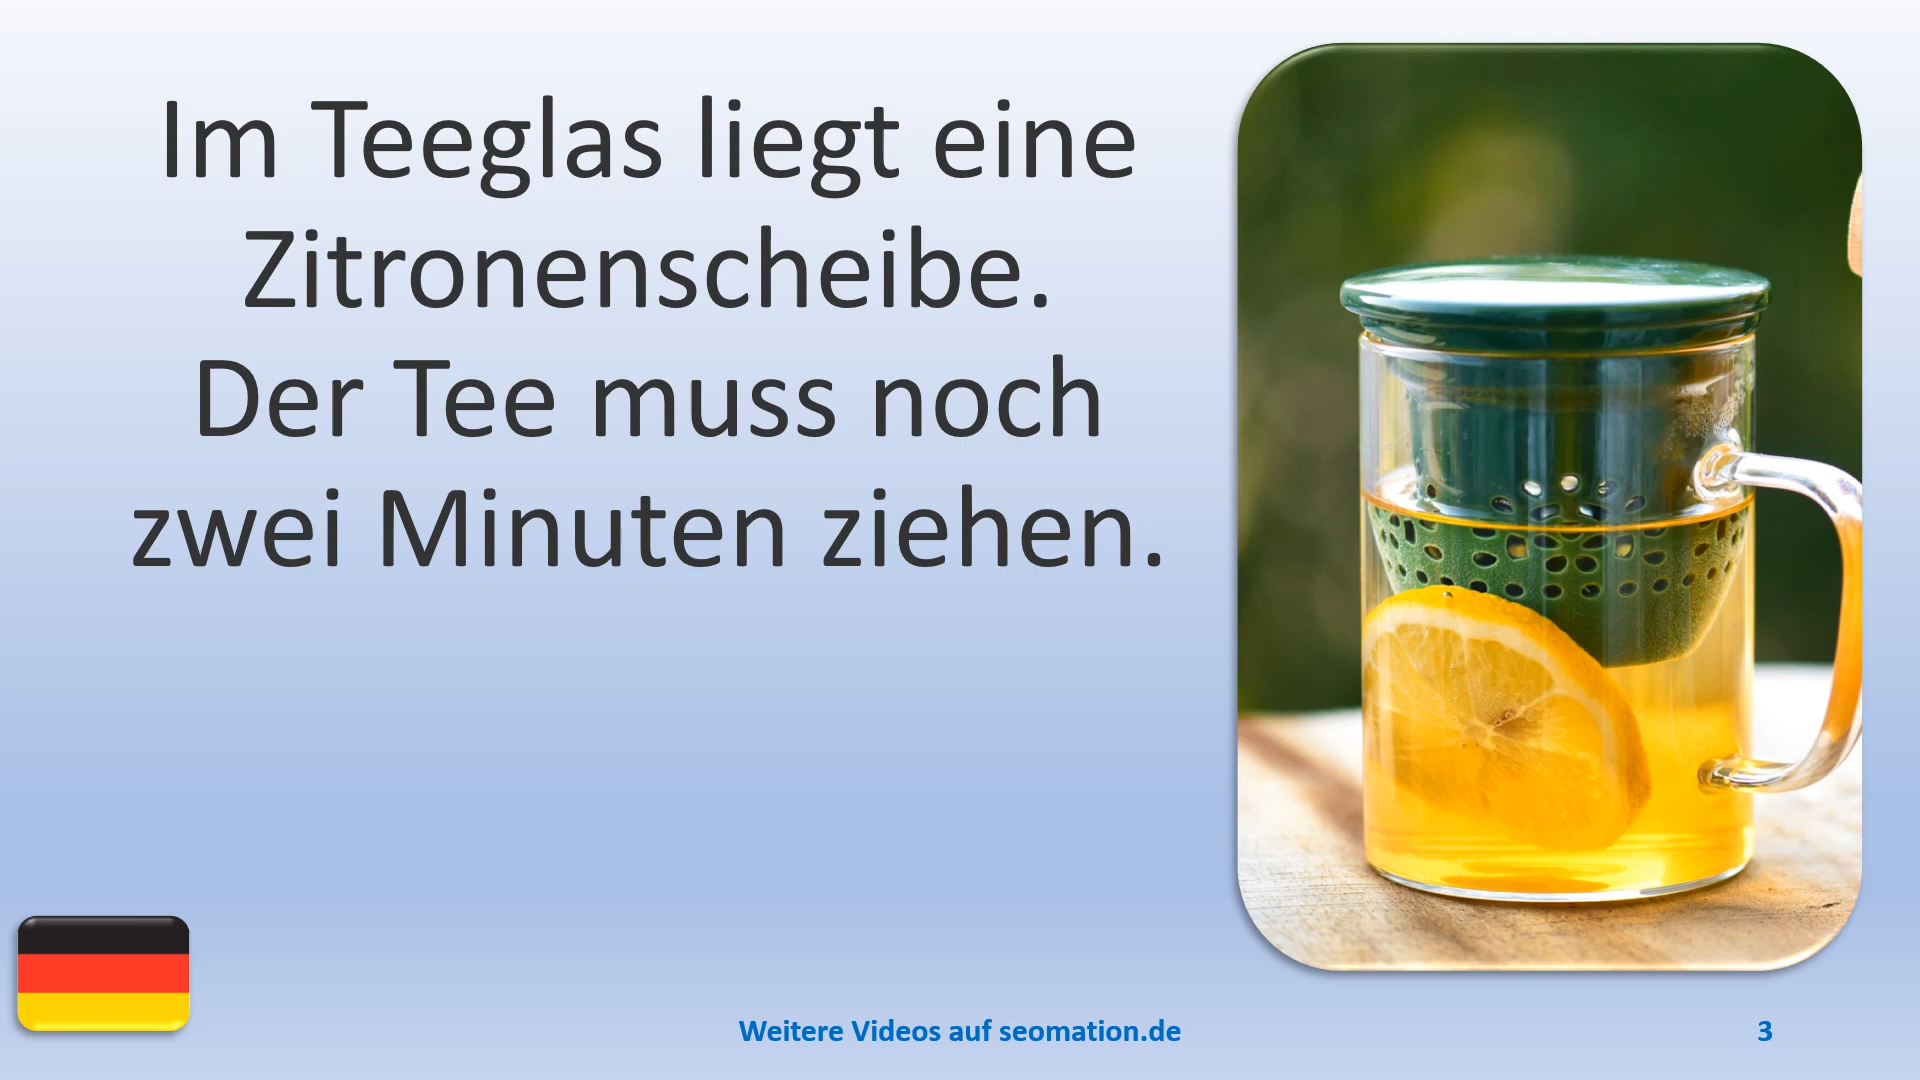 Im Teeglas liegt eine
Zitronenscheibe.
Der Tee muss noch
zwei Minuten ziehen.
Weitere Videos auf seomation.de
3